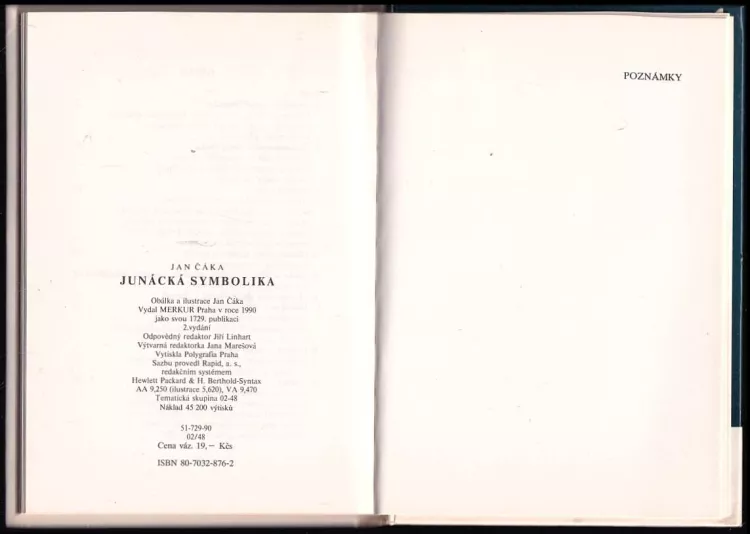 JAN ČÁKA
JUNÁCKÁ SYMBOLIKA
Obálka a ilustrace Jan Čáka
Vydal MERKUR Praha v roce 1990
jako svou 1729. publikaci
2.vydání
Odpovědný redaktor Jiří Linhart
Výtvarná redaktorka Jana Marešová
Vytiskla Polygrafia Praha
Sazbu provedl Rapid, a. s.,
redakčním systémem
Hewlett Packard & H. Berthold-Syntax
AA 9,250 (ilustrace 5,620), VA 9,470
Tematická skupina 02-48
Náklad 45 200 výtisků
51-729-90
02/48
Cena váz. 19,— Kčs
ISBN 80-7032-876-2
POZNÁMKY